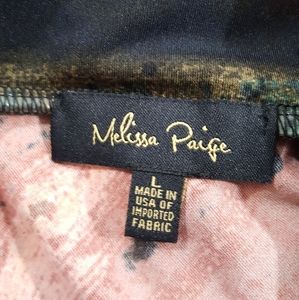 Melissa Paige
L
MADE IN
USA OF
IMPORTED
FABRIC